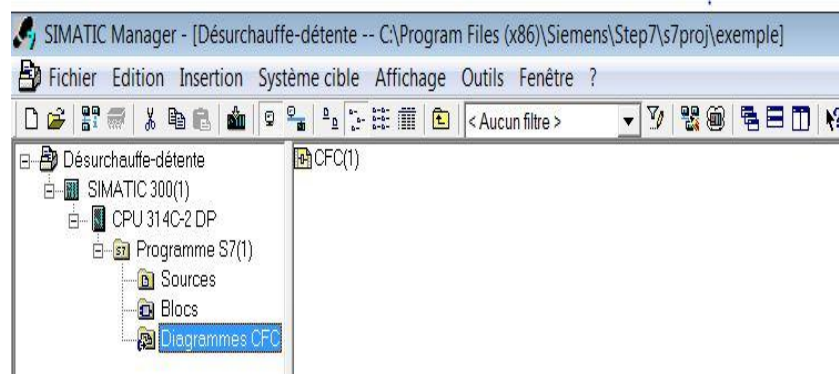 SIMATIC Manager - [Désurchauffe-détente -- C:\Program Files (x86)\Siemens\Step7\s7proj\exemple]
Fichier Edition Insertion Système cible Affichage Outils Fenêtre ?
< Aucun filtre >
Désurchauffe-détente
CFC(1)
SIMATIC 300(1)
CPU 314C-2 DP
Programme S7(1)
Sources
Blocs
Diagrammes CFC